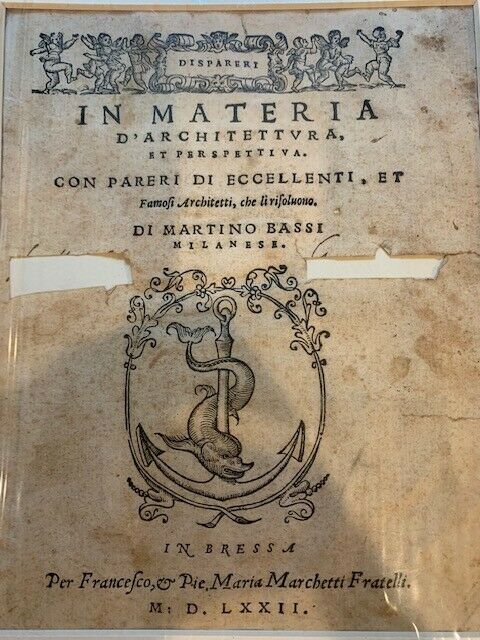 DISPARERI
IN MATERIA
D'ARCHITETTVRA,
ET PERSPETTIVA.
CON PARERI DI ECCELLENTI, ET
Famosi Architetti, che li risoluono.
DI MARTINO BASSI
MILANESE.
IN BRESSA
Per Francesco, & Pie. Maria Marchetti Fratelli.
M. D. LXXII.